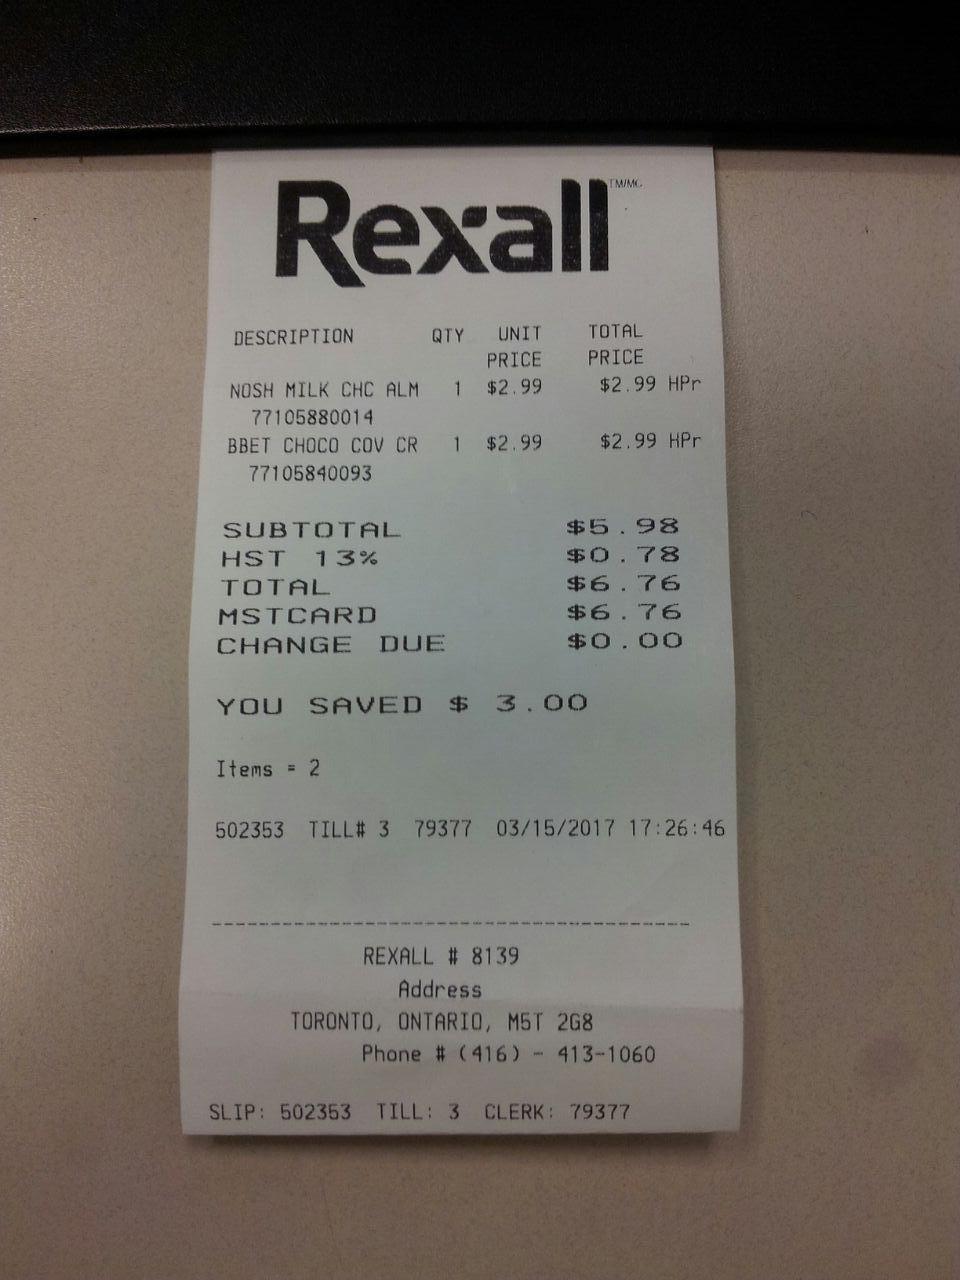 Rexall TM/MC
DESCRIPTION QTY UNIT TOTAL
PRICE PRICE
NOSH MILK CHC ALM 1 $2.99 $2.99 HPr
77105880014
BBET CHOCO COV CR 1 $2.99 $2.99 HPr
77105840093
SUBTOTAL $5.98
HST 13% $0.78
TOTAL $6.76
MSTCARD $6.76
CHANGE DUE $0.00
YOU SAVED $ 3.00
Items = 2
502353 TILL# 3 79377 03/15/2017 17:26:46
REXALL # 8139
Address
TORONTO, ONTARIO, M5T 2G8
Phone # (416) - 413-1060
SLIP: 502353 TILL: 3 CLERK: 79377